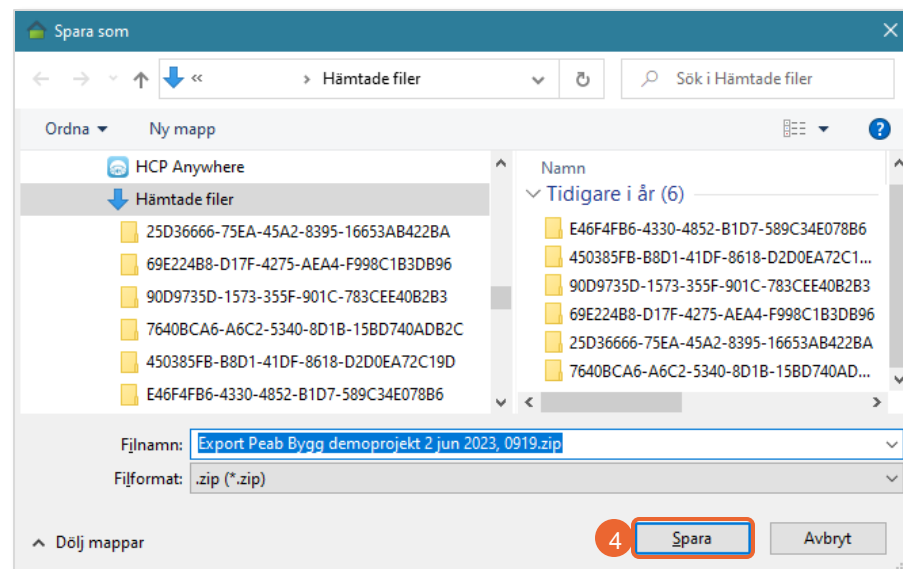 Spara som
« > Hämtade filer
Sök i Hämtade filer
Ordna Ny mapp
HCP Anywhere
Hämtade filer
25D36666-75EA-45A2-8395-16653AB422BA
69E224B8-D17F-4275-AEA4-F998C1B3DB96
90D9735D-1573-355F-901C-783CEE40B2B3
7640BCA6-A6C2-5340-8D1B-15BD740ADB2C
450385FB-B8D1-41DF-8618-D2D0EA72C19D
E46F4FB6-4330-4852-B1D7-589C34E078B6
Namn
Tidigare i år (6)
E46F4FB6-4330-4852-B1D7-589C34E078B6
450385FB-B8D1-41DF-8618-D2D0EA72C1...
90D9735D-1573-355F-901C-783CEE40B2B3
69E224B8-D17F-4275-AEA4-F998C1B3DB96
25D36666-75EA-45A2-8395-16653AB422BA
7640BCA6-A6C2-5340-8D1B-15BD740AD...
Filnamn: Export Peab Bygg demoprojekt 2 jun 2023, 0919.zip
Filformat: .zip (*.zip)
Dölj mappar
4 Spara Avbryt